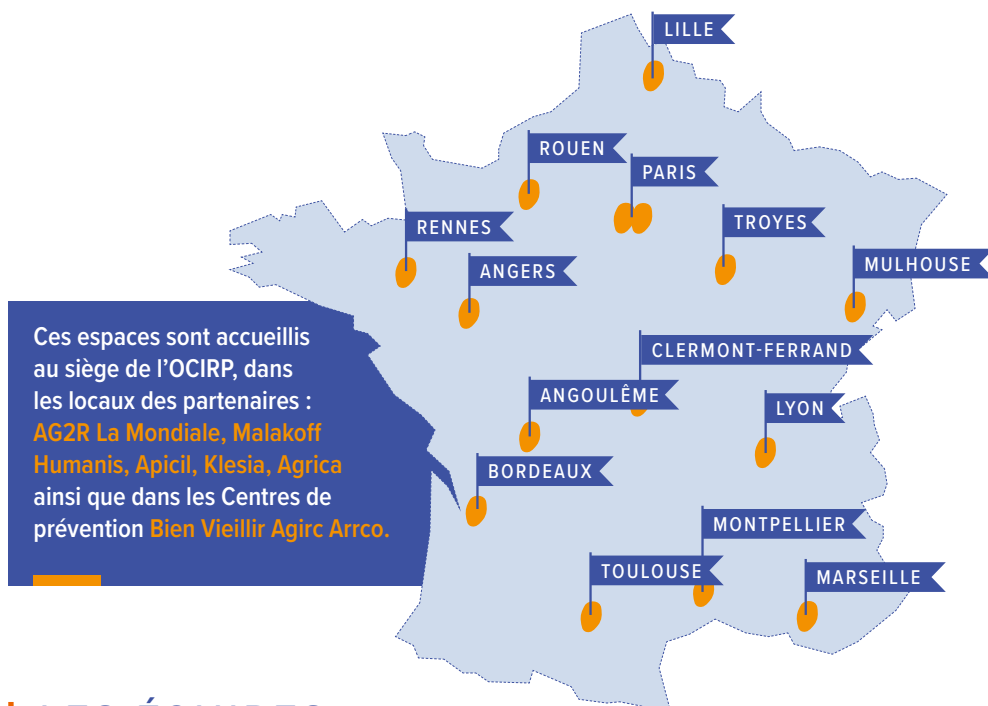 LILLE
ROUEN
PARIS
RENNES
TROYES
ANGERS
MULHOUSE
CLERMONT-FERRAND
ANGOULÊME
LYON
BORDEAUX
MONTPELLIER
TOULOUSE
MARSEILLE
Ces espaces sont accueillis
au siège de l’OCIRP, dans
les locaux des partenaires :
AG2R La Mondiale, Malakoff
Humanis, Apicil, Klesia, Agrica
ainsi que dans les Centres de
prévention Bien Vieillir Agirc Arrco.
LES ÉQUIPES